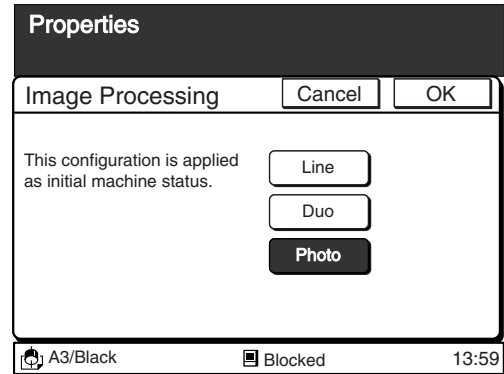 Properties
Image Processing
Cancel
OK
This configuration is applied
as initial machine status.
Line
Duo
Photo
A3/Black
Blocked
13:59